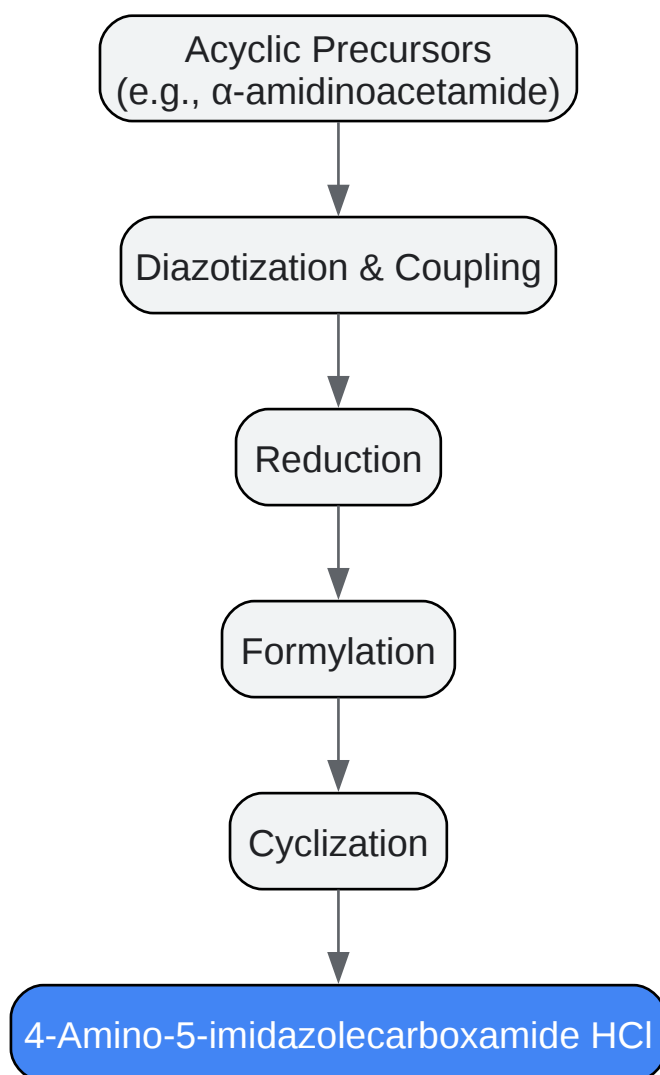 Acyclic Precursors
(e.g., α-amidinoacetamide)
Diazotization & Coupling
Reduction
Formylation
Cyclization
4-Amino-5-imidazolecarboxamide HCl